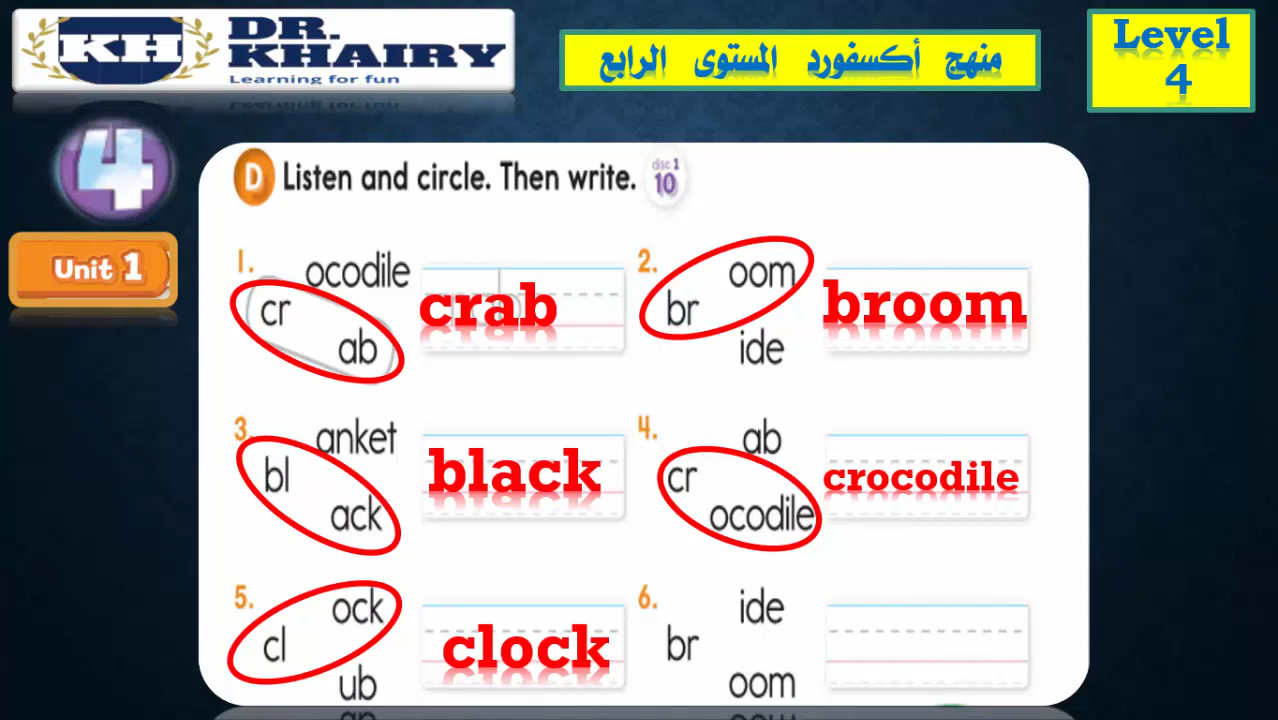 KH DR. KHAIRY
Learning for fun
منهج أكسفورد المستوى الرابع
Level 4
4
Unit 1
D Listen and circle. Then write. disc 1 10
1. cr ocodile ab crab
2. br oom ide broom
3. bl anket ack black
4. cr ab ocodile crocodile
5. cl ock ub clock
6. br ide oom